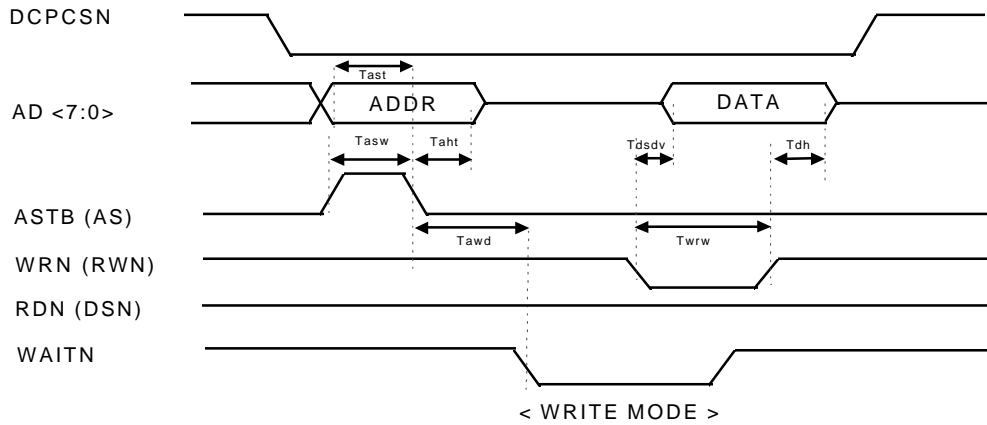 DCPCSN
Tast
AD <7:0>
ADDR
DATA
Tasw
Taht
Tdsdv
Tdh
ASTB (AS)
Tawd
Twrw
WRN (RWN)
RDN (DSN)
WAITN
< WRITE MODE >